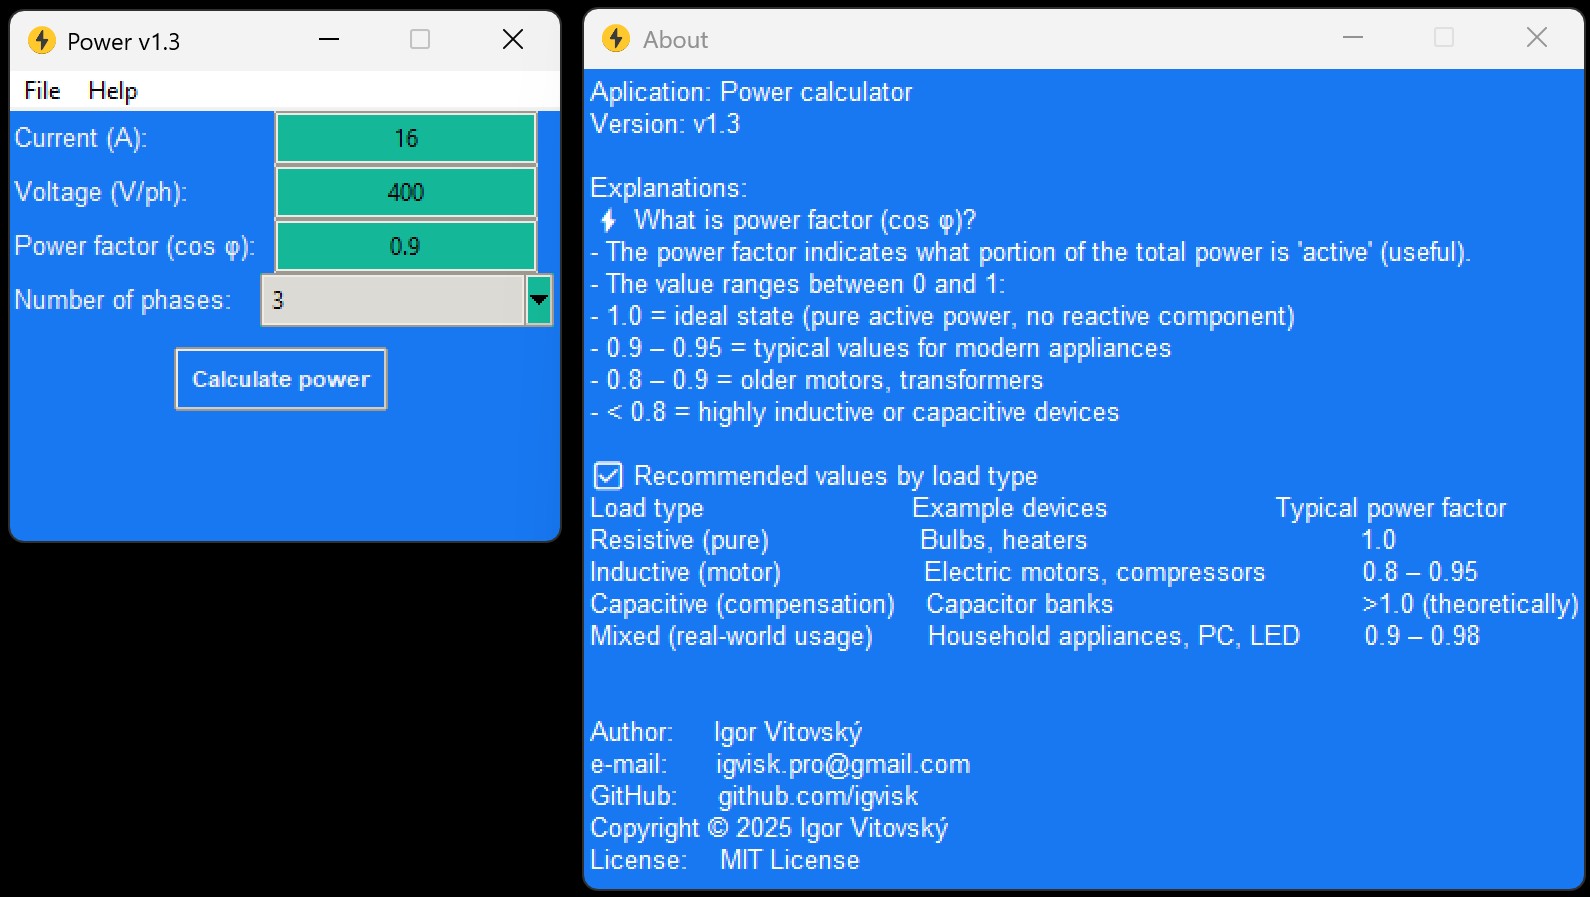 Power v1.3
File Help
Current (A): 16
Voltage (V/ph): 400
Power factor (cos φ): 0.9
Number of phases: 3
Calculate power
About
Aplication: Power calculator
Version: v1.3
Explanations:
⚡ What is power factor (cos φ)?
- The power factor indicates what portion of the total power is 'active' (useful).
- The value ranges between 0 and 1:
- 1.0 = ideal state (pure active power, no reactive component)
- 0.9 – 0.95 = typical values for modern appliances
- 0.8 – 0.9 = older motors, transformers
- < 0.8 = highly inductive or capacitive devices
☑ Recommended values by load type
Load type Example devices Typical power factor
Resistive (pure) Bulbs, heaters 1.0
Inductive (motor) Electric motors, compressors 0.8 – 0.95
Capacitive (compensation) Capacitor banks >1.0 (theoretically)
Mixed (real-world usage) Household appliances, PC, LED 0.9 – 0.98
Author: Igor Vitovský
e-mail: igvisk.pro@gmail.com
GitHub: github.com/igvisk
Copyright © 2025 Igor Vitovský
License: MIT License